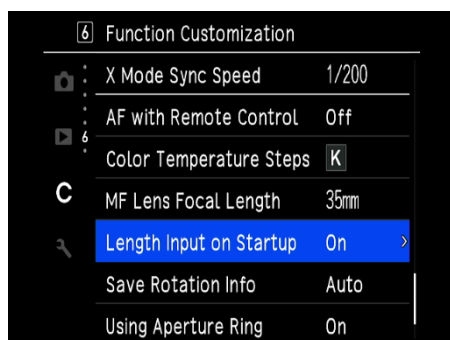 6 Function Customization
X Mode Sync Speed 1/200
AF with Remote Control Off
6
Color Temperature Steps K
C MF Lens Focal Length 35mm
Length Input on Startup On >
Save Rotation Info Auto
Using Aperture Ring On